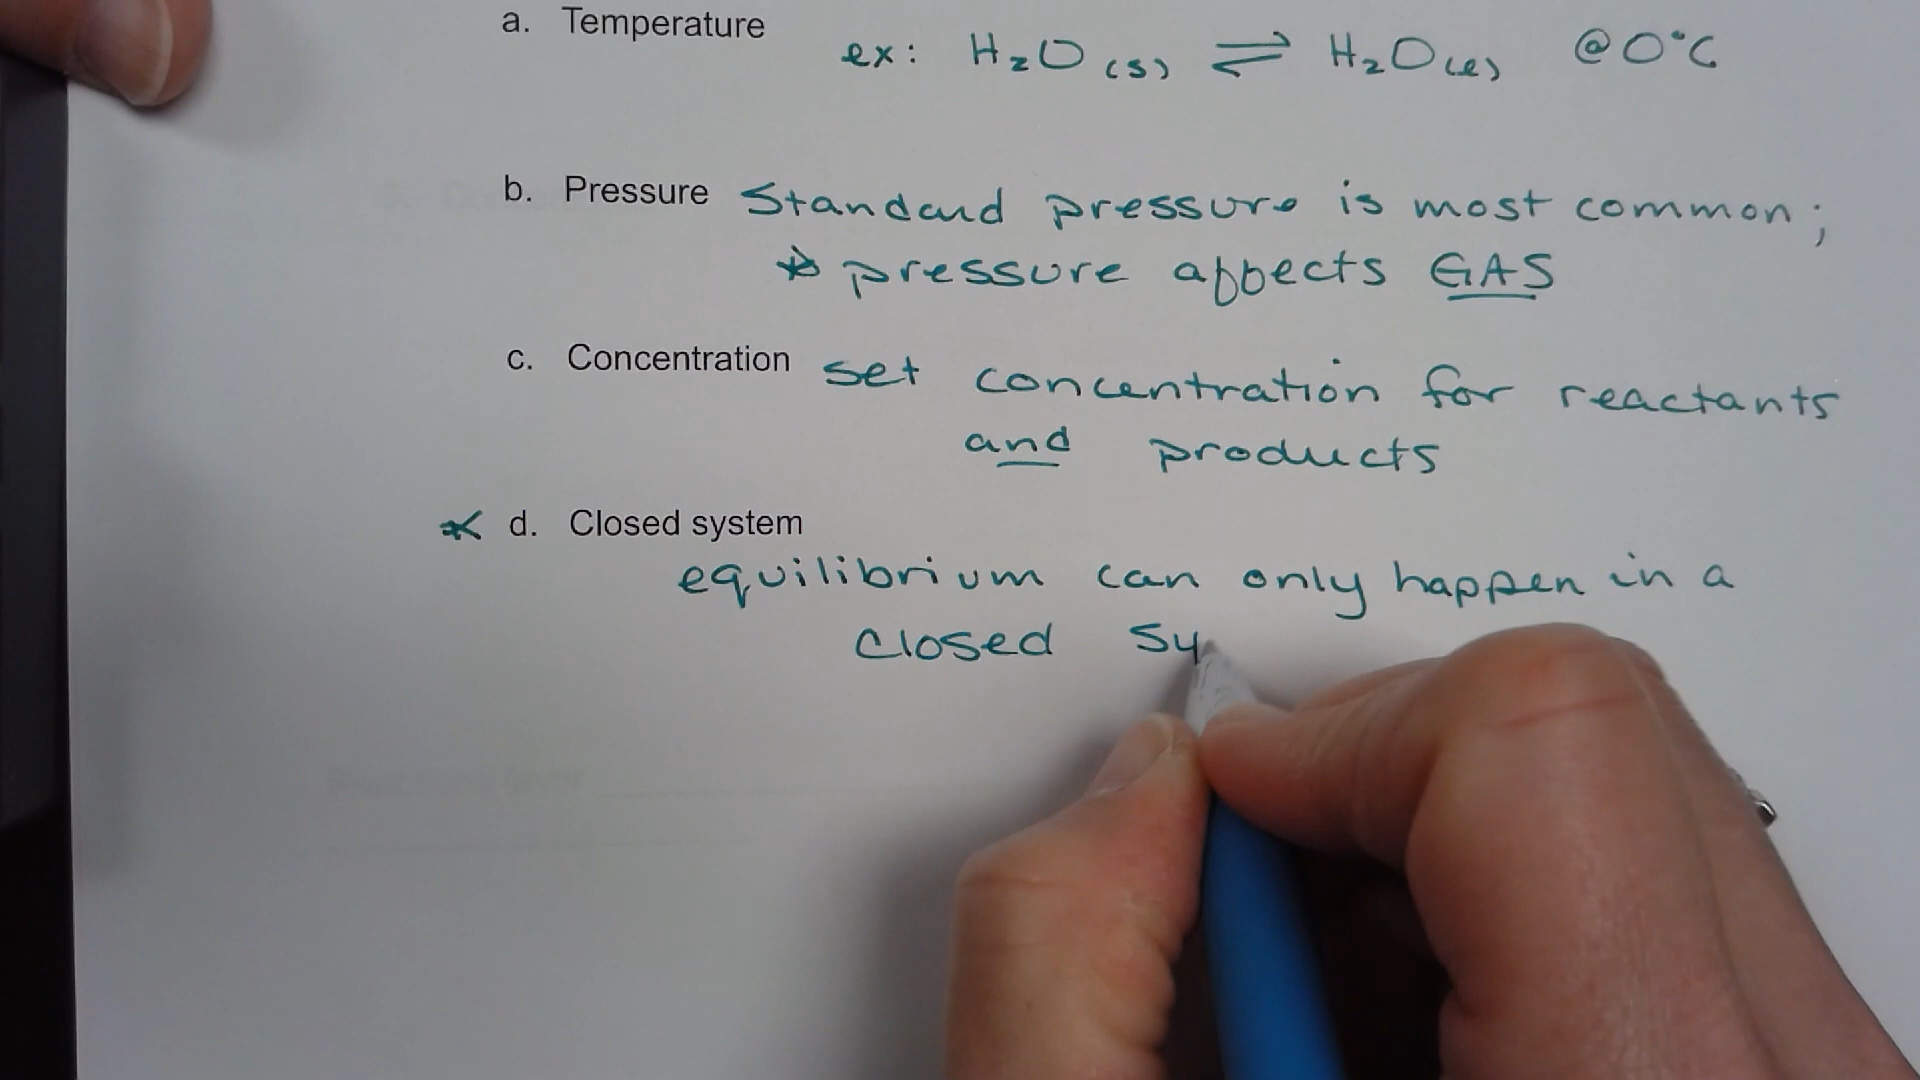 a. Temperature ex: H₂O (s) ⇌ H₂O (l) @ 0°C
b. Pressure Standard pressure is most common;
* pressure affects GAS
c. Concentration set concentration for reactants
and products
* d. Closed system
equilibrium can only happen in a
closed sy